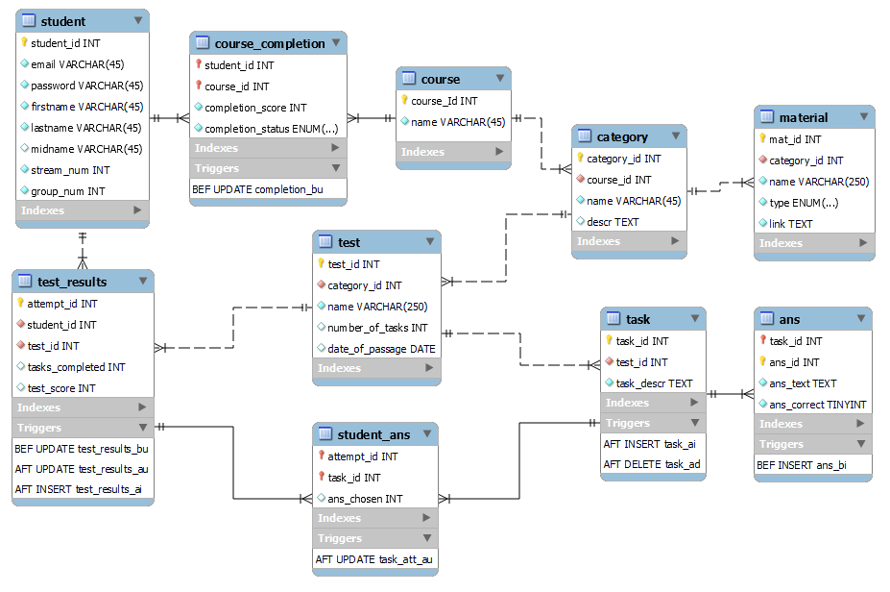 student
student_id INT
email VARCHAR(45)
password VARCHAR(45)
firstname VARCHAR(45)
lastname VARCHAR(45)
midname VARCHAR(45)
stream_num INT
group_num INT
Indexes
course_completion
student_id INT
course_id INT
completion_score INT
completion_status ENUM(...)
Indexes
Triggers
BEF UPDATE completion_bu
course
course_Id INT
name VARCHAR(45)
Indexes
category
category_id INT
course_id INT
name VARCHAR(45)
descr TEXT
Indexes
material
mat_id INT
category_id INT
name VARCHAR(250)
type ENUM(...)
link TEXT
Indexes
test_results
attempt_id INT
student_id INT
test_id INT
tasks_completed INT
test_score INT
Indexes
Triggers
BEF UPDATE test_results_bu
AFT UPDATE test_results_au
AFT INSERT test_results_ai
test
test_id INT
category_id INT
name VARCHAR(250)
number_of_tasks INT
date_of_passage DATE
Indexes
student_ans
attempt_id INT
task_id INT
ans_chosen INT
Indexes
Triggers
AFT UPDATE task_att_au
task
task_id INT
test_id INT
task_descr TEXT
Indexes
Triggers
AFT INSERT task_ai
AFT DELETE task_ad
ans
task_id INT
ans_id INT
ans_text TEXT
ans_correct TINYINT
Indexes
Triggers
BEF INSERT ans_bi